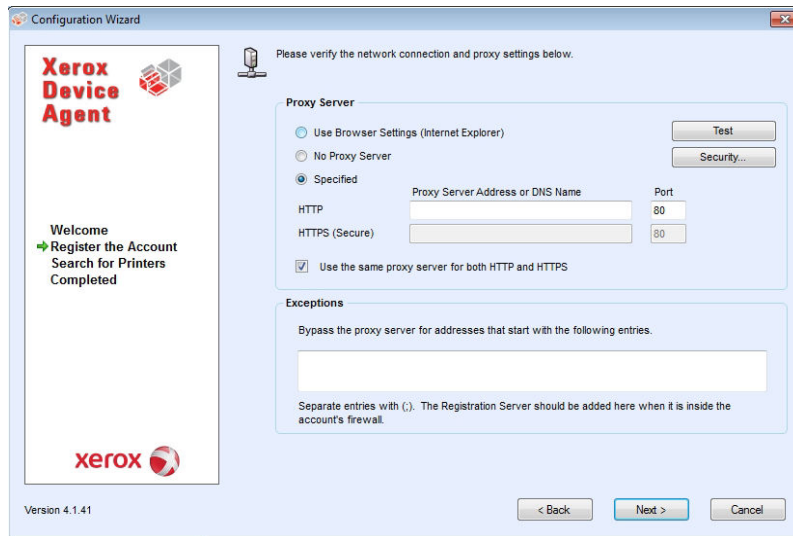 Configuration Wizard
Xerox
Device
Agent
Welcome
Register the Account
Search for Printers
Completed
xerox
Version 4.1.41
Please verify the network connection and proxy settings below.
Proxy Server
Use Browser Settings (Internet Explorer)
Test
No Proxy Server
Security...
Specified
Proxy Server Address or DNS Name Port
HTTP 80
HTTPS (Secure) 80
Use the same proxy server for both HTTP and HTTPS
Exceptions
Bypass the proxy server for addresses that start with the following entries.
Separate entries with (;). The Registration Server should be added here when it is inside the
account's firewall.
< Back Next > Cancel